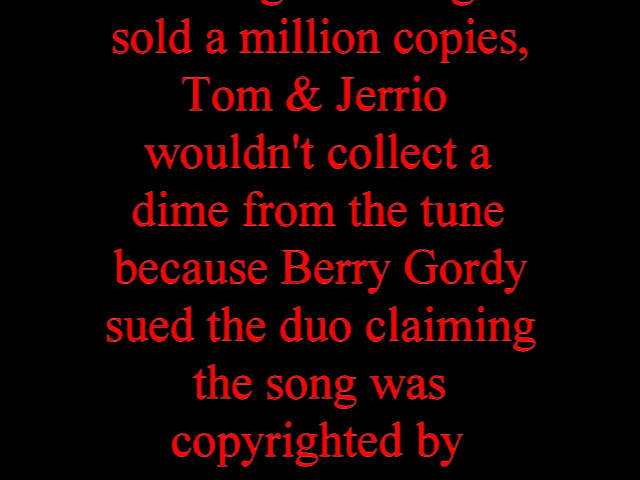 sold a million copies,
Tom & Jerrio
wouldn't collect a
dime from the tune
because Berry Gordy
sued the duo claiming
the song was
copyrighted by